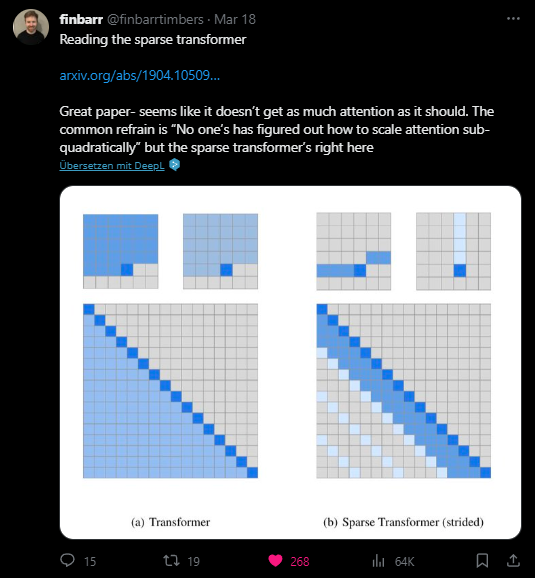 finbarr @finbarrtimbers · Mar 18
Reading the sparse transformer
arxiv.org/abs/1904.10509...
Great paper- seems like it doesn't get as much attention as it should. The
common refrain is "No one's has figured out how to scale attention sub-
quadratically" but the sparse transformer's right here
Übersetzen mit DeepL
(a) Transformer
(b) Sparse Transformer (strided)
15
19
268
64K